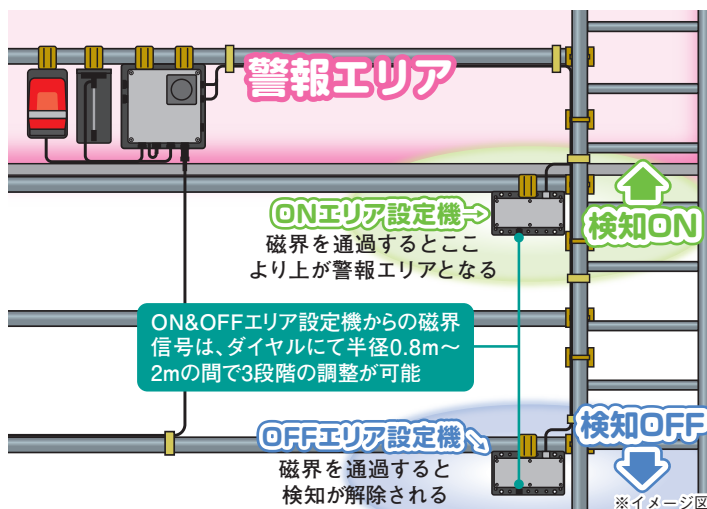 警報エリア
ONエリア設定機→
磁界を通過するとここ
より上が警報エリアとなる
検知ON
ON&OFFエリア設定機からの磁界
信号は、ダイヤルにて半径0.8m〜
2mの間で3段階の調整が可能
OFFエリア設定機↘
磁界を通過すると
検知が解除される
検知OFF
※イメージ図